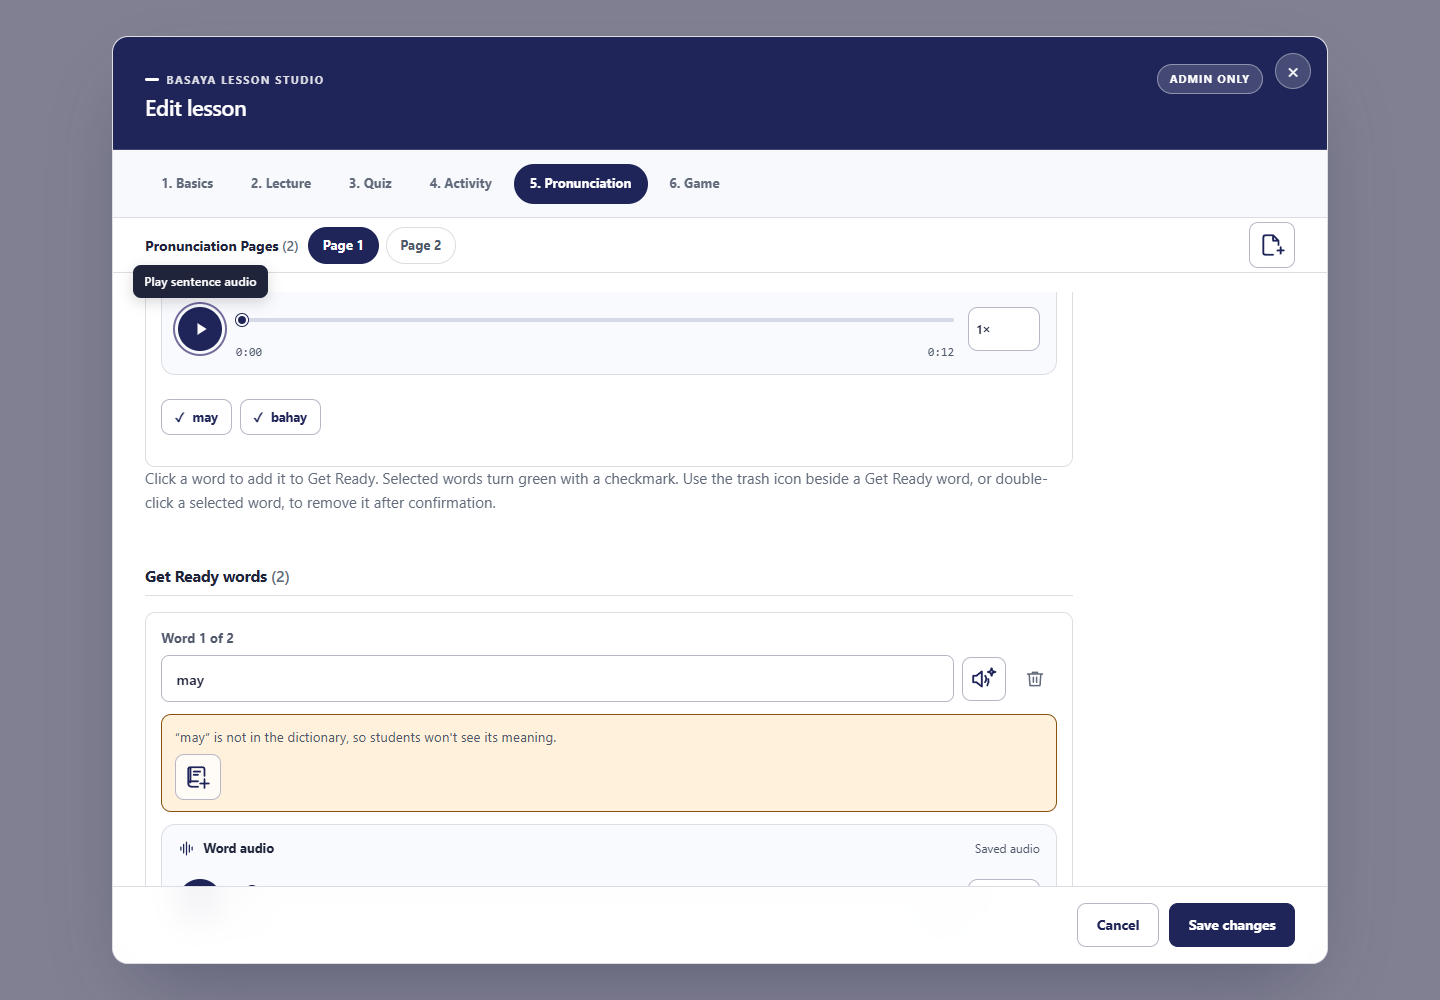 BASAYA LESSON STUDIO
Edit lesson
ADMIN ONLY
1. Basics
2. Lecture
3. Quiz
4. Activity
5. Pronunciation
6. Game
Pronunciation Pages (2)
Page 1
Page 2
Play sentence audio
0:00
0:12
1×
✓ may
✓ bahay
Click a word to add it to Get Ready. Selected words turn green with a checkmark. Use the trash icon beside a Get Ready word, or double-
click a selected word, to remove it after confirmation.
Get Ready words (2)
Word 1 of 2
may
“may” is not in the dictionary, so students won't see its meaning.
Word audio
Saved audio
Cancel
Save changes